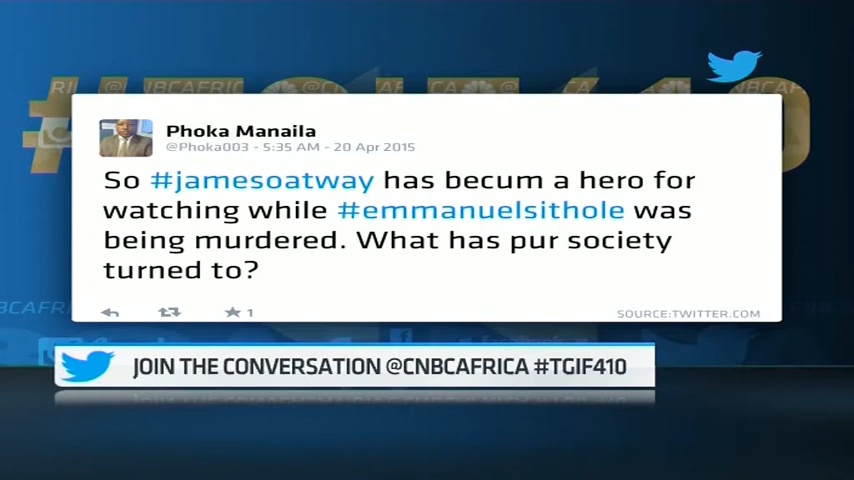 Phoka Manaila
@Phoka003 - 5:35 AM - 20 Apr 2015
So #jamesoatway has becum a hero for
watching while #emmanuelsithole was
being murdered. What has pur society
turned to?
1
SOURCE:TWITTER.COM
JOIN THE CONVERSATION @CNBCAFRICA #TGIF410